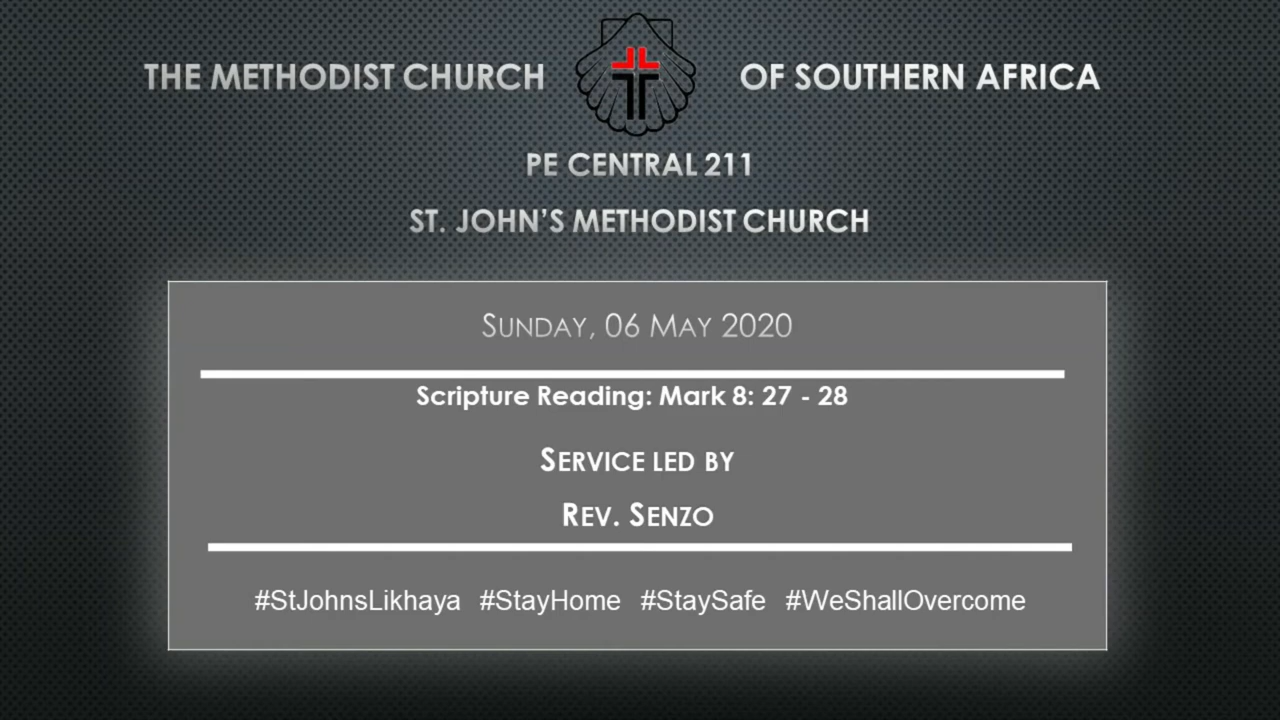 THE METHODIST CHURCH OF SOUTHERN AFRICA
PE CENTRAL 211
ST. JOHN'S METHODIST CHURCH
SUNDAY, 06 MAY 2020
Scripture Reading: Mark 8: 27 - 28
SERVICE LED BY
REV. SENZO
#StJohnsLikhaya #StayHome #StaySafe #WeShallOvercome